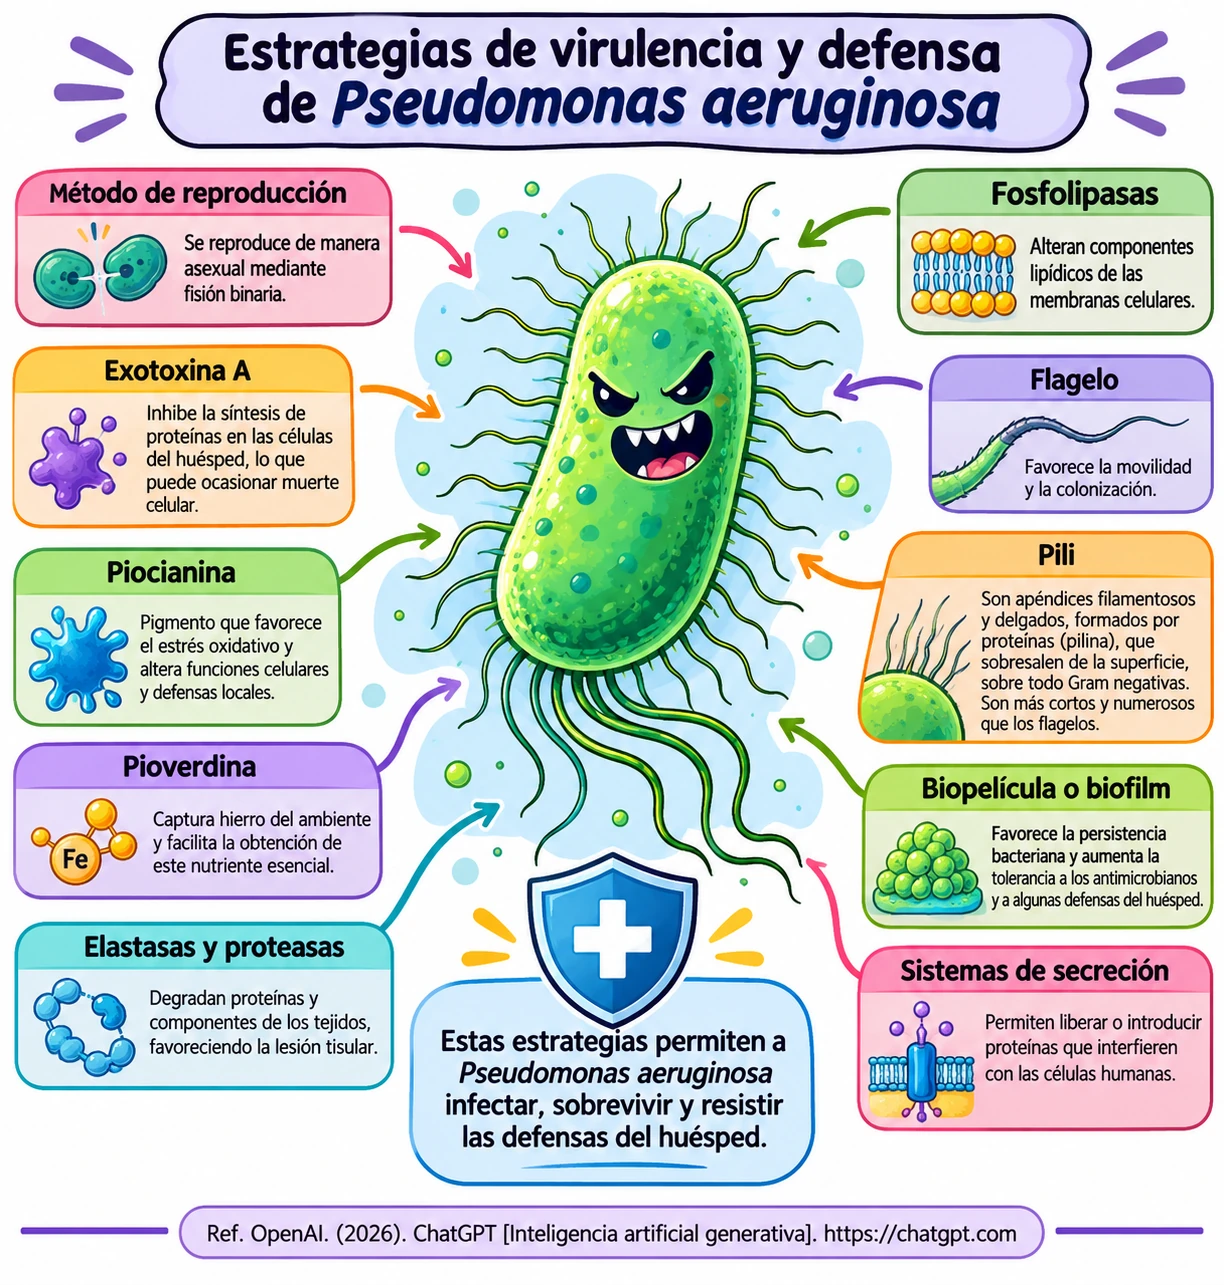 Estrategias de virulencia y defensa
de Pseudomonas aeruginosa
Método de reproducción
Se reproduce de manera
asexual mediante
fisión binaria.
Exotoxina A
Inhibe la síntesis de
proteínas en las células
del huésped, lo que
puede ocasionar muerte
celular.
Piocianina
Pigmento que favorece
el estrés oxidativo y
altera funciones celulares
y defensas locales.
Pioverdina
Fe
Captura hierro del ambiente
y facilita la obtención de
este nutriente esencial.
Elastasas y proteasas
Degradan proteínas y
componentes de los tejidos,
favoreciendo la lesión tisular.
Fosfolipasas
Alteran componentes
lipídicos de las
membranas celulares.
Flagelo
Favorece la movilidad
y la colonización.
Pili
Son apéndices filamentosos
y delgados, formados por
proteínas (pilina), que
sobresalen de la superficie,
sobre todo Gram negativas.
Son más cortos y numerosos
que los flagelos.
Biopelícula o biofilm
Favorece la persistencia
bacteriana y aumenta la
tolerancia a los antimicrobianos
y a algunas defensas del huésped.
Sistemas de secreción
Permiten liberar o introducir
proteínas que interfieren
con las células humanas.
Estas estrategias permiten a
Pseudomonas aeruginosa
infectar, sobrevivir y resistir
las defensas del huésped.
Ref. OpenAI. (2026). ChatGPT [Inteligencia artificial generativa]. https://chatgpt.com